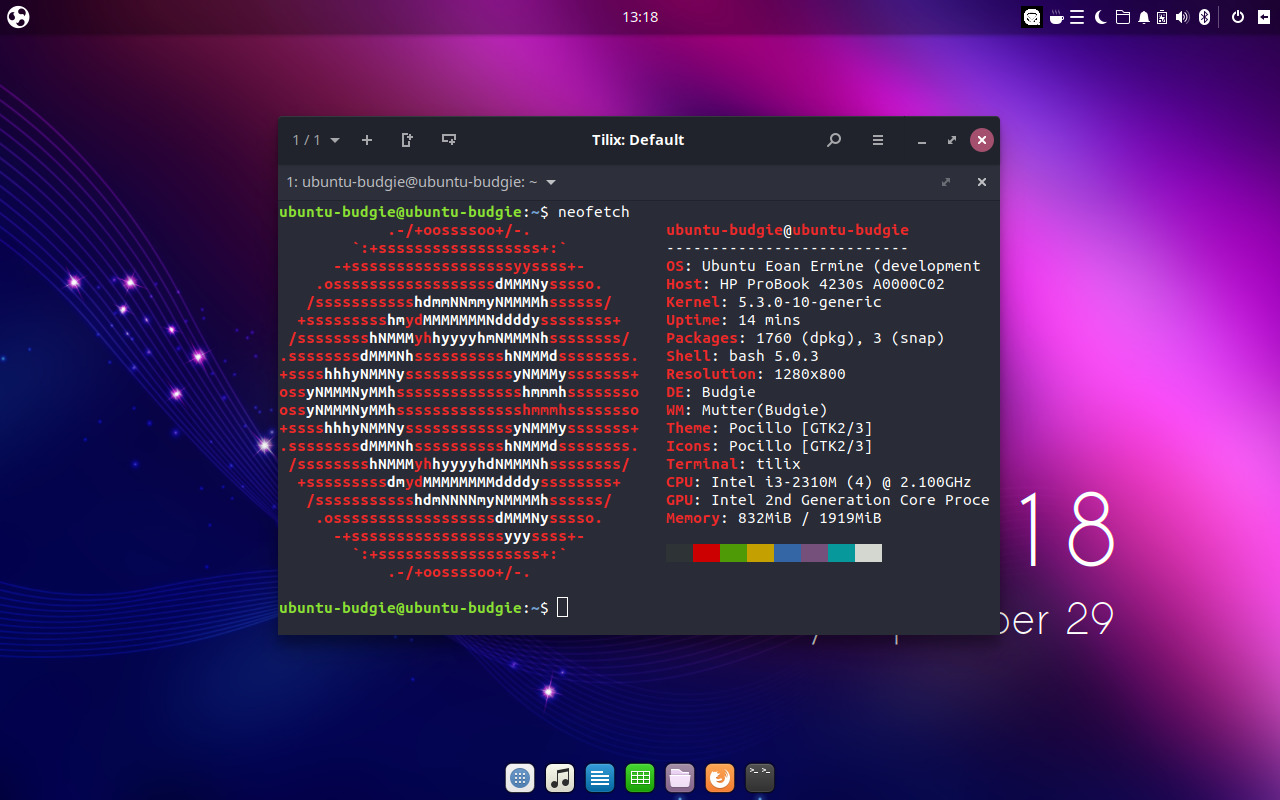 13:18
1 / 1
Tilix: Default
1: ubuntu-budgie@ubuntu-budgie: ~
ubuntu-budgie@ubuntu-budgie:~$ neofetch
.-/+oossssoo+/-. ubuntu-budgie@ubuntu-budgie
`:+ssssssssssssssssss+:` ---------------------------
-+ssssssssssssssssssyyssss+- OS: Ubuntu Eoan Ermine (development
.ossssssssssssssssssdMMMNysssso. Host: HP ProBook 4230s A0000C02
/ssssssssssshdmmNNmmyNMMMMhssssss/ Kernel: 5.3.0-10-generic
+ssssssssshmydMMMMMMMNddddyssssssss+ Uptime: 14 mins
/sssssssshNMMMyhhyyyyhmNMMMNhssssssss/ Packages: 1760 (dpkg), 3 (snap)
.ssssssssdMMMNhsssssssssshNMMMdssssssss. Shell: bash 5.0.3
+sssshhhyNMMNyssssssssssssyNMMMysssssss+ Resolution: 1280x800
ossyNMMMNyMMhsssssssssssssshmmmhssssssso DE: Budgie
ossyNMMMNyMMhsssssssssssssshmmmhssssssso WM: Mutter(Budgie)
+sssshhhyNMMNyssssssssssssyNMMMysssssss+ Theme: Pocillo [GTK2/3]
.ssssssssdMMMNhsssssssssshNMMMdssssssss. Icons: Pocillo [GTK2/3]
/sssssssshNMMMyhhyyyyhdNMMMNhssssssss/ Terminal: tilix
+sssssssssdmydMMMMMMMMddddyssssssss+ CPU: Intel i3-2310M (4) @ 2.100GHz
/ssssssssssshdmNNNNmyNMMMMhssssss/ GPU: Intel 2nd Generation Core Proce
.ossssssssssssssssssdMMMNysssso. Memory: 832MiB / 1919MiB
-+sssssssssssssssssyyyssss+-
`:+ssssssssssssssssss+:`
.-/+oossssoo+/-.
ubuntu-budgie@ubuntu-budgie:~$
18
29